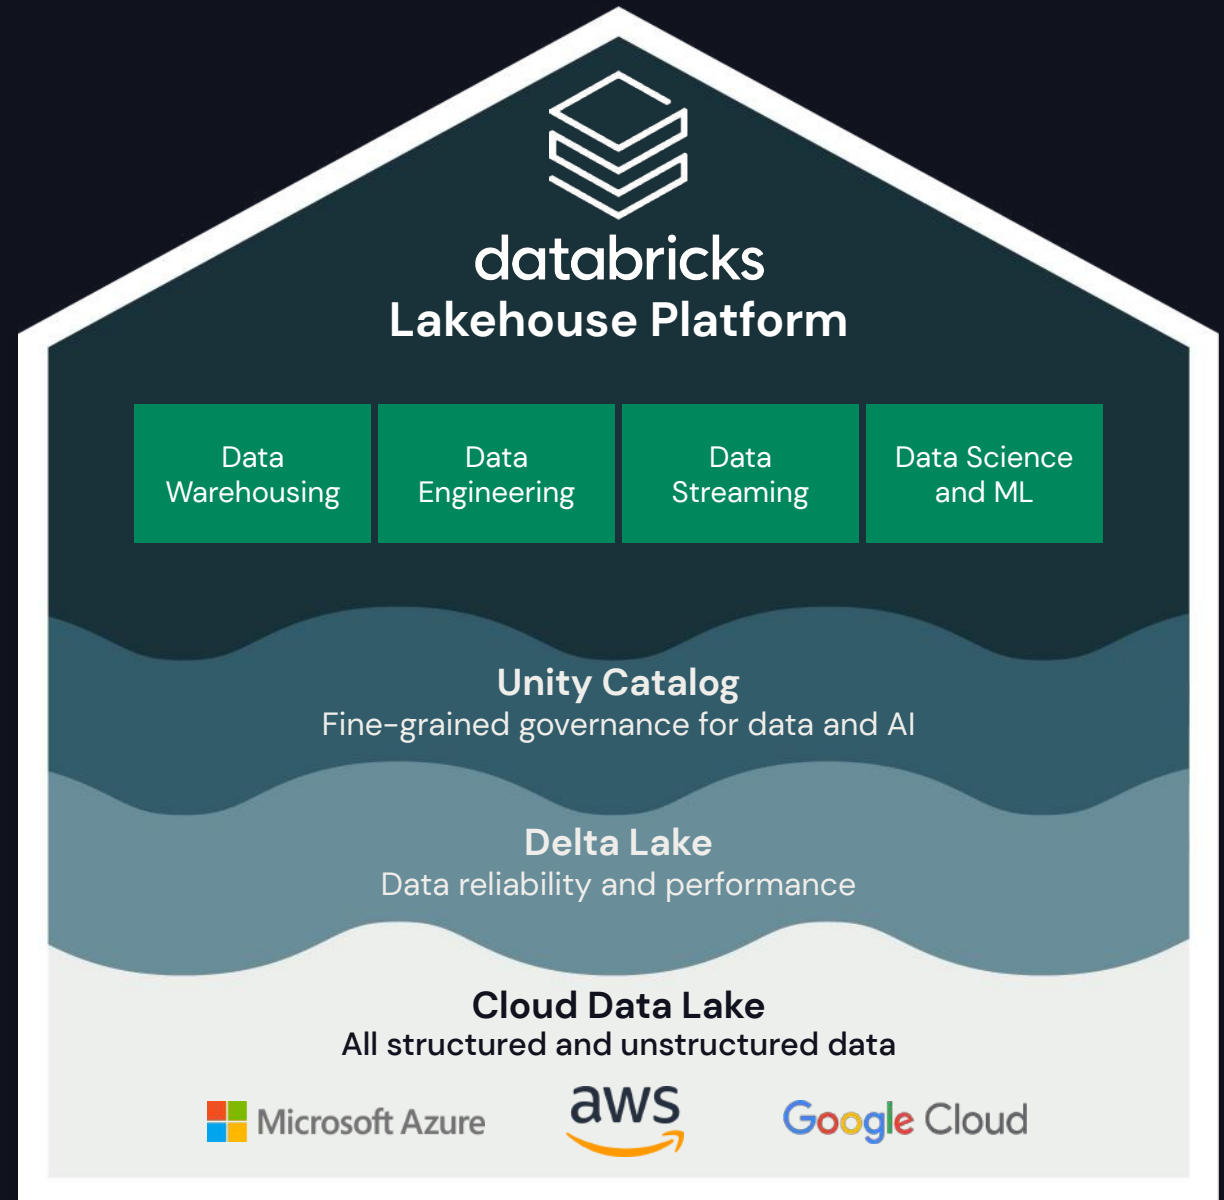 databricks
Lakehouse Platform
Data
Warehousing
Data
Engineering
Data
Streaming
Data Science
and ML
Unity Catalog
Fine-grained governance for data and AI
Delta Lake
Data reliability and performance
Cloud Data Lake
All structured and unstructured data
Microsoft Azure
aws
Google Cloud